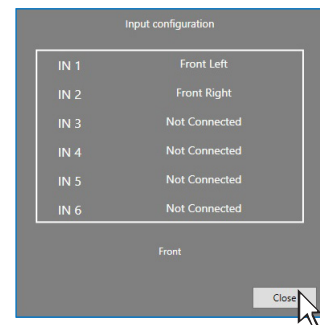 Input configuration
IN 1 Front Left
IN 2 Front Right
IN 3 Not Connected
IN 4 Not Connected
IN 5 Not Connected
IN 6 Not Connected
Front
Close